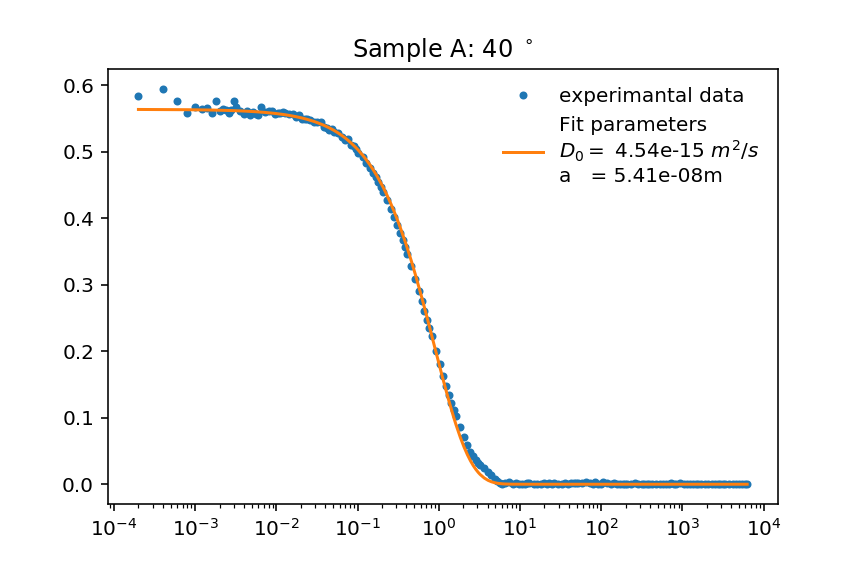 Sample A: 40 °
experimantal data
Fit parameters
D₀ = 4.54e-15 m²/s
a = 5.41e-08m
0.6
0.5
0.4
0.3
0.2
0.1
0.0
10⁻⁴ 10⁻³ 10⁻² 10⁻¹ 10⁰ 10¹ 10² 10³ 10⁴